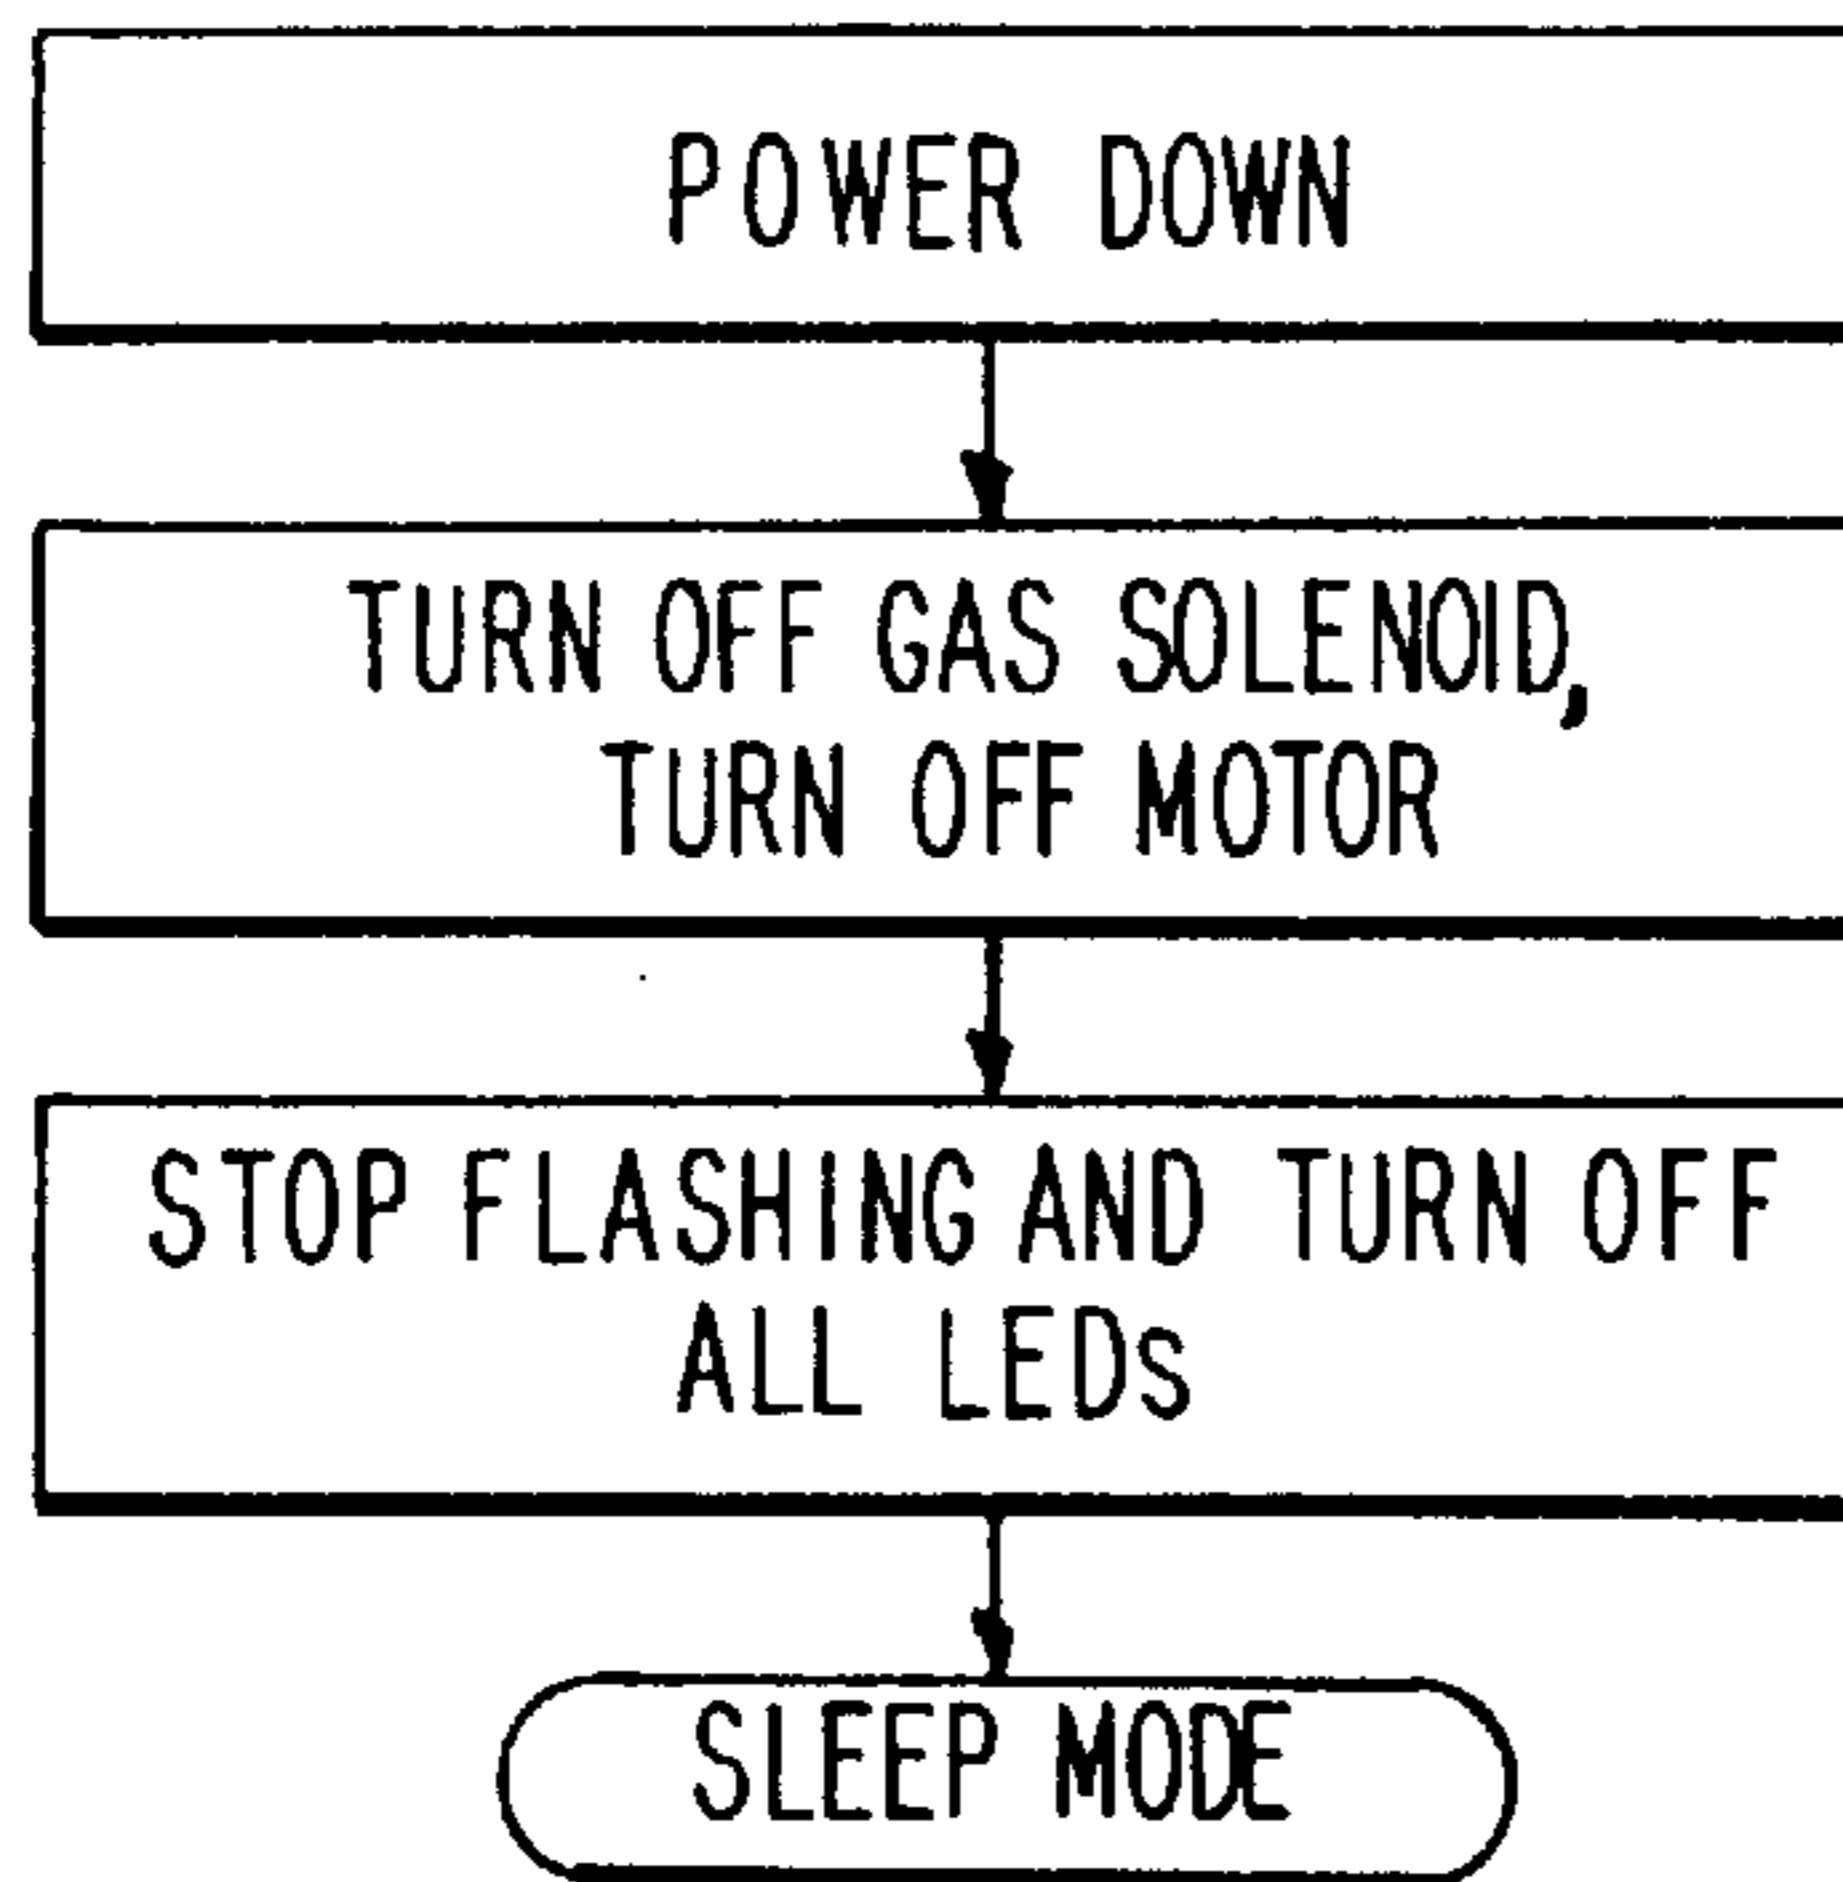 POWER DOWN
TURN OFF GAS SOLENOID,
TURN OFF MOTOR
STOP FLASHING AND TURN OFF
ALL LEDs
SLEEP MODE